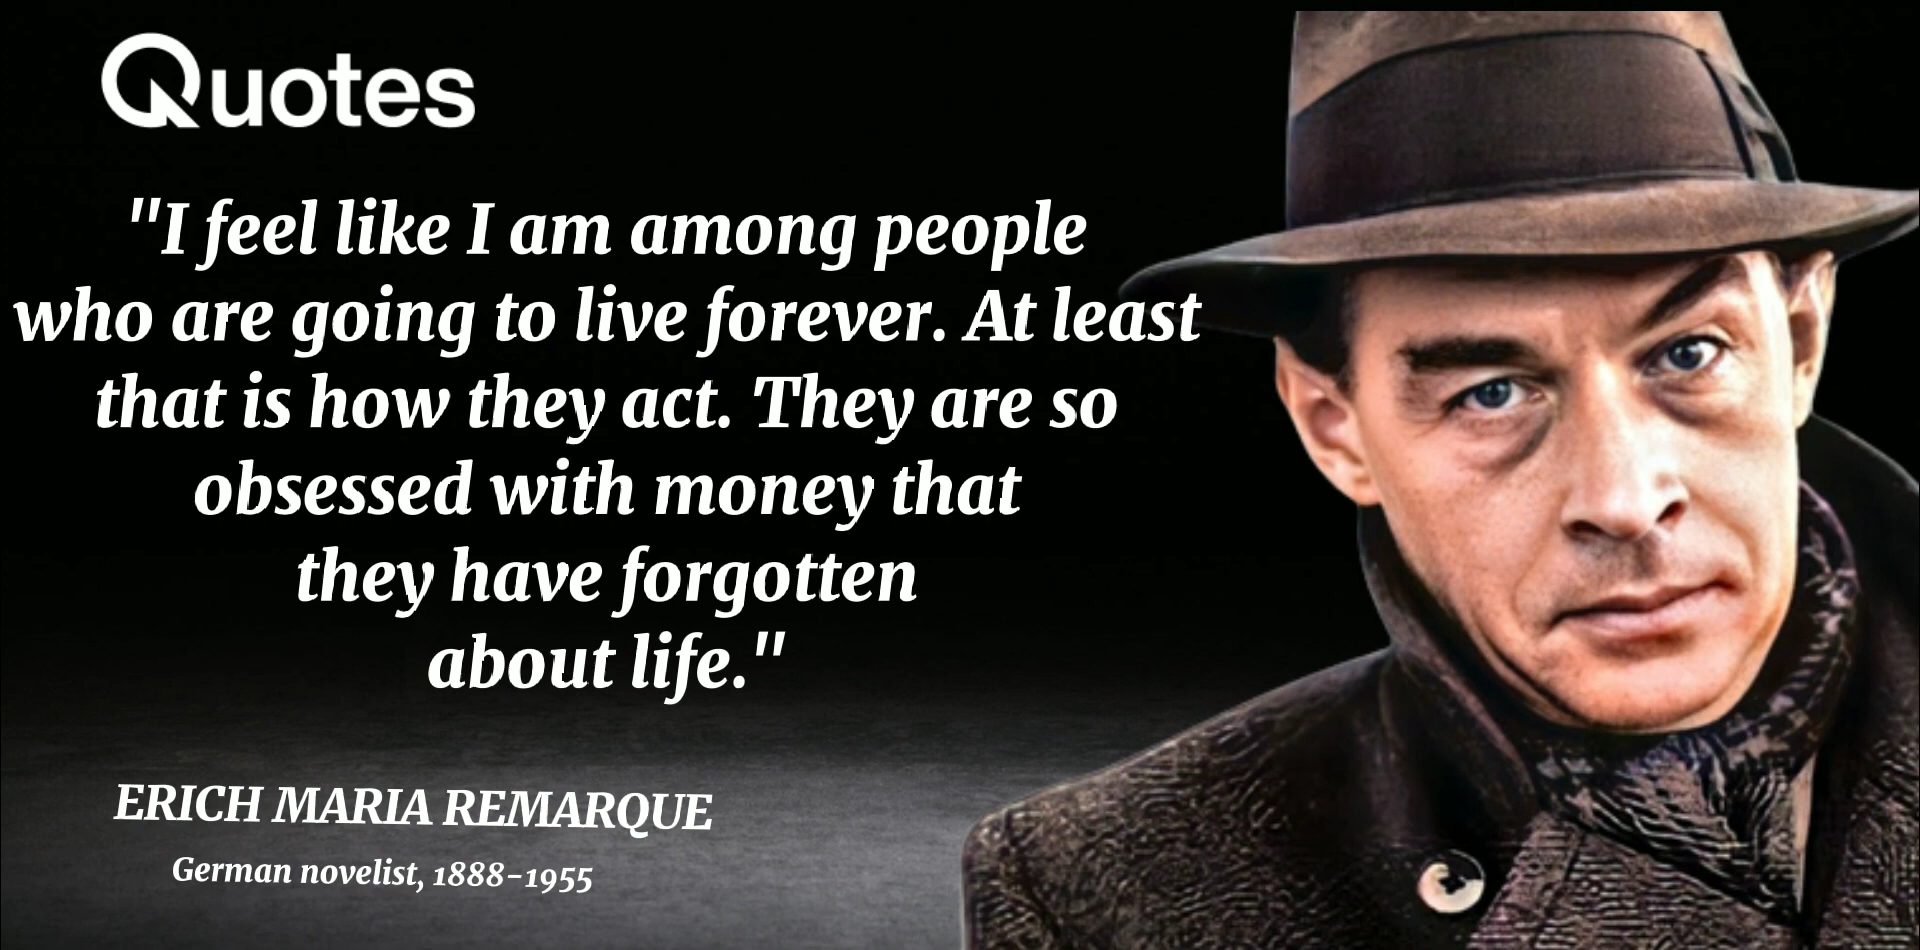 Quotes
"I feel like I am among people
who are going to live forever. At least
that is how they act. They are so
obsessed with money that
they have forgotten
about life."
ERICH MARIA REMARQUE
German novelist, 1888-1955